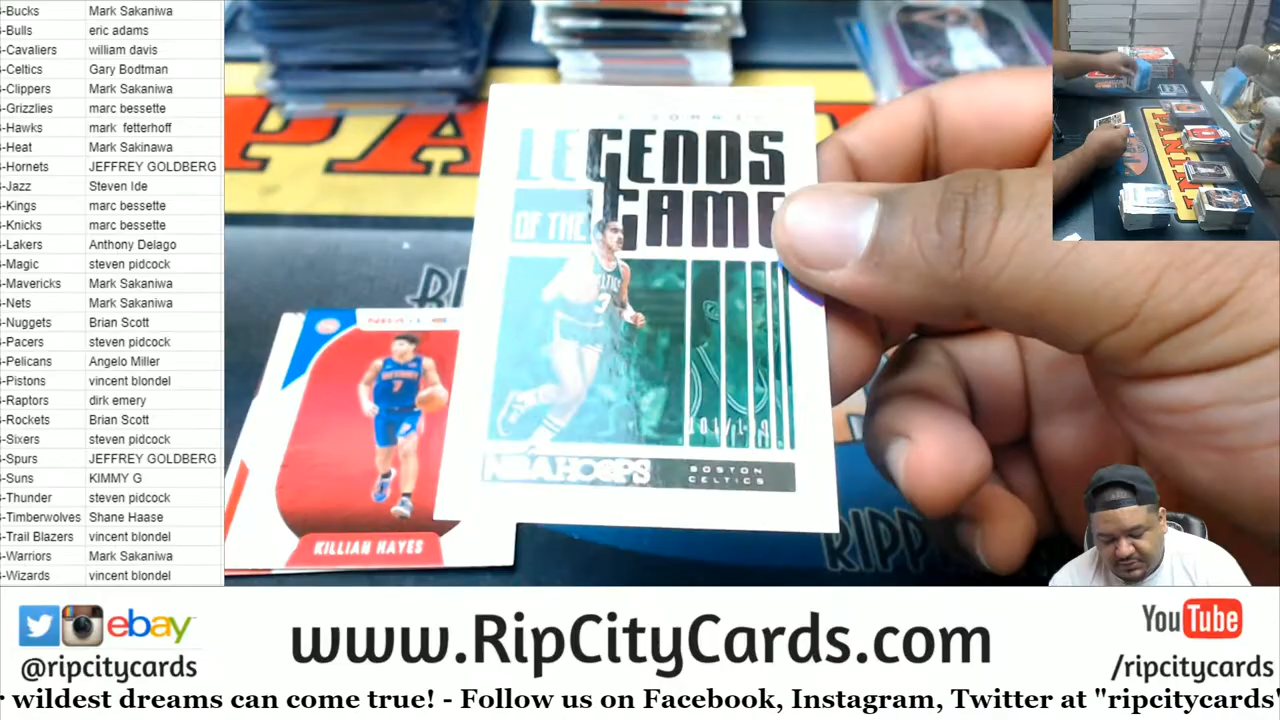 -Bucks Mark Sakaniwa
-Bulls eric adams
-Cavaliers william davis
-Celtics Gary Bodtman
-Clippers Mark Sakaniwa
-Grizzlies marc bessette
-Hawks mark fetterhoff
-Heat Mark Sakinawa
-Hornets JEFFREY GOLDBERG
-Jazz Steven Ide
-Kings marc bessette
-Knicks marc bessette
-Lakers Anthony Delago
-Magic steven pidcock
-Mavericks Mark Sakaniwa
-Nets Mark Sakaniwa
-Nuggets Brian Scott
-Pacers steven pidcock
-Pelicans Angelo Miller
-Pistons vincent blondel
-Raptors dirk emery
-Rockets Brian Scott
-Sixers steven pidcock
-Spurs JEFFREY GOLDBERG
-Suns KIMMY G
-Thunder steven pidcock
-Timberwolves Shane Haase
-Trail Blazers vincent blondel
-Warriors Mark Sakaniwa
-Wizards vincent blondel
LEGENDS
OF THE GAME
NBA HOOPS
BOSTON
CELTICS
7
KILLIAN HAYES
RIPP
ebay
@ripcitycards
www.RipCityCards.com
YouTube
/ripcitycards
r wildest dreams can come true! - Follow us on Facebook, Instagram, Twitter at "ripcitycards"